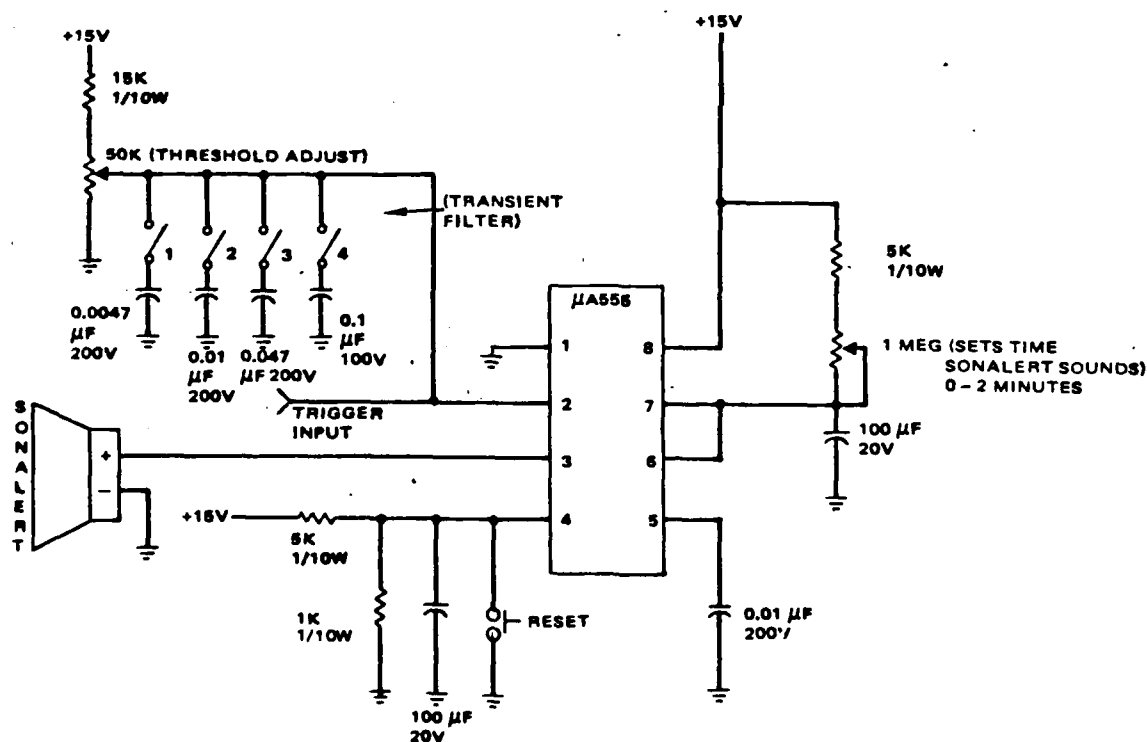 +15V
15K
1/10W
50K (THRESHOLD ADJUST)
(TRANSIENT
FILTER)
1
2
3
4
0.0047
µF
200V
0.01
µF
200V
0.047
µF 200V
0.1
µF
100V
TRIGGER
INPUT
SONALERT
+
−
+15V
5K
1/10W
1K
1/10W
100 µF
20V
RESET
µA555
1
2
3
4
8
7
6
5
+15V
5K
1/10W
1 MEG (SETS TIME
SONALERT SOUNDS)
0 – 2 MINUTES
100 µF
20V
0.01 µF
200V